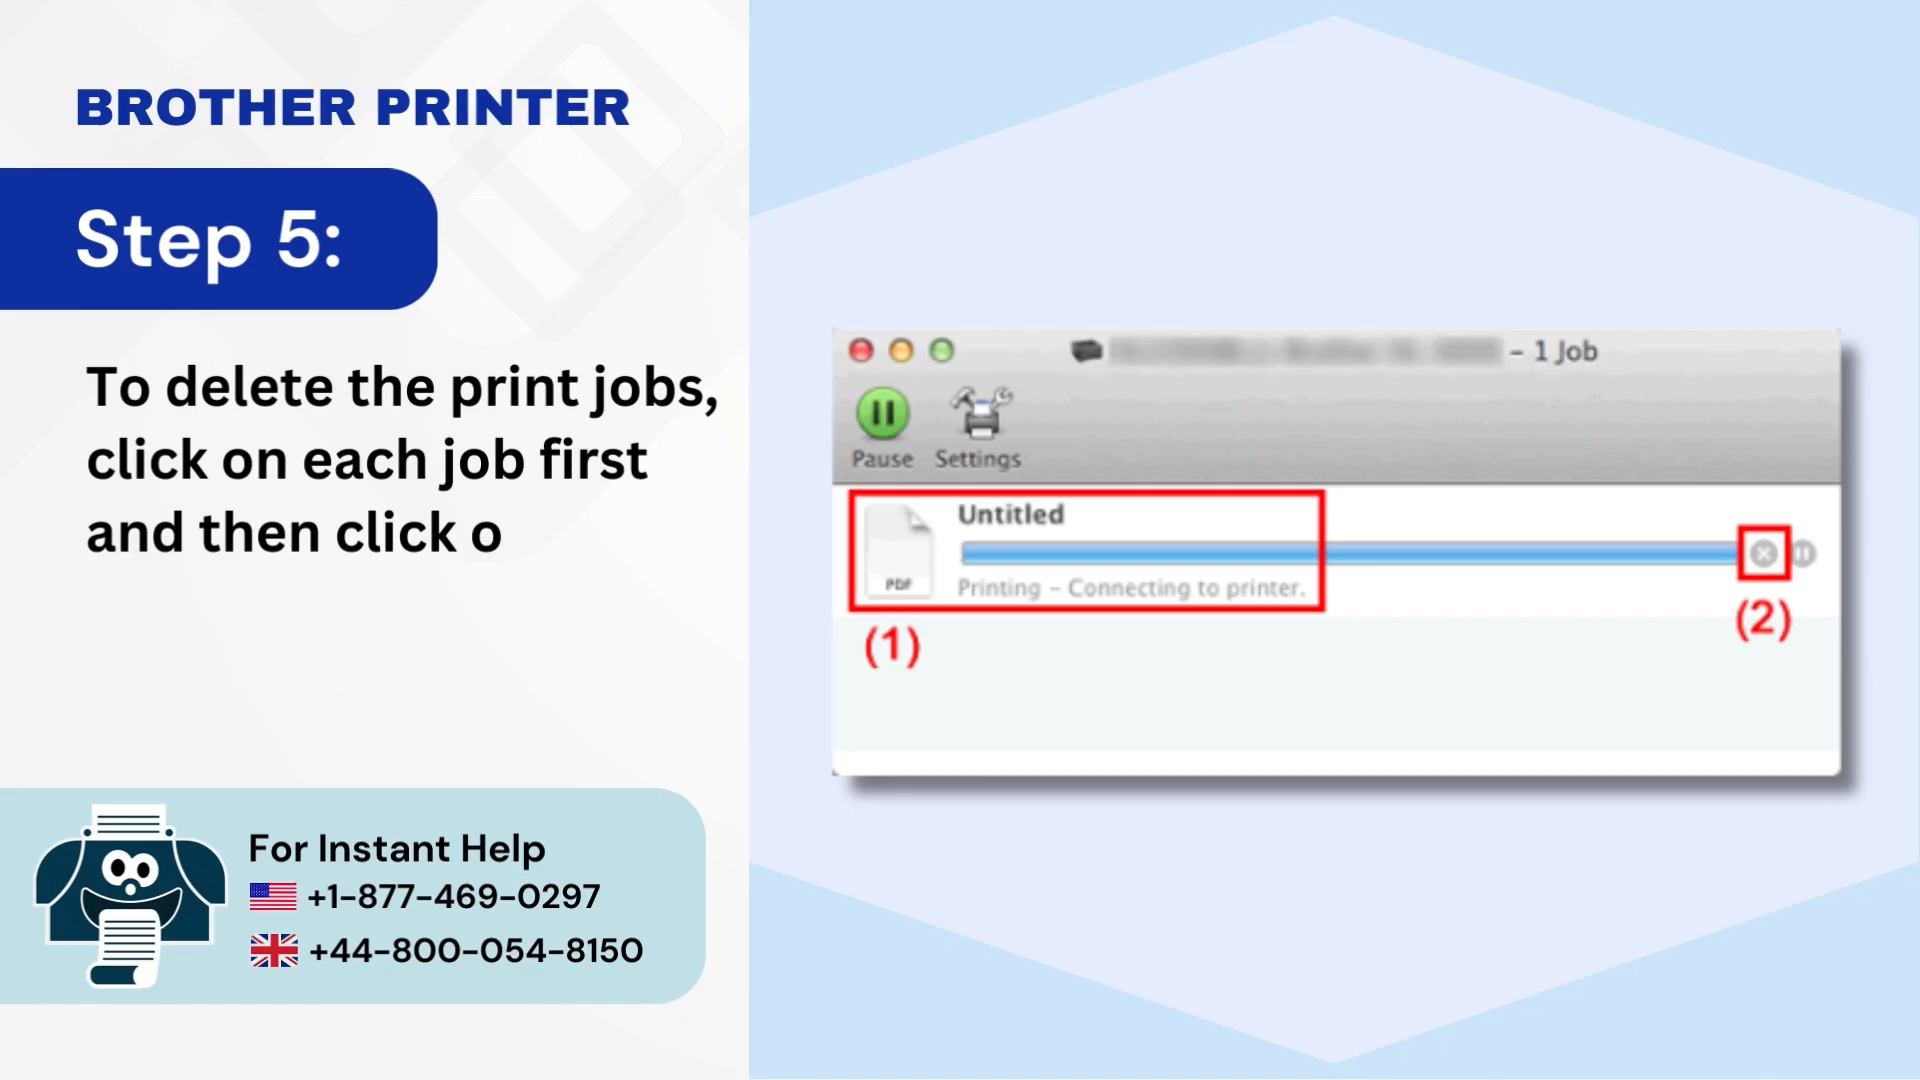 BROTHER PRINTER
Step 5:
To delete the print jobs,
click on each job first
and then click o
For Instant Help
+1-877-469-0297
+44-800-054-8150
– 1 Job
Pause Settings
Untitled
PDF
Printing – Connecting to printer.
(1)
(2)